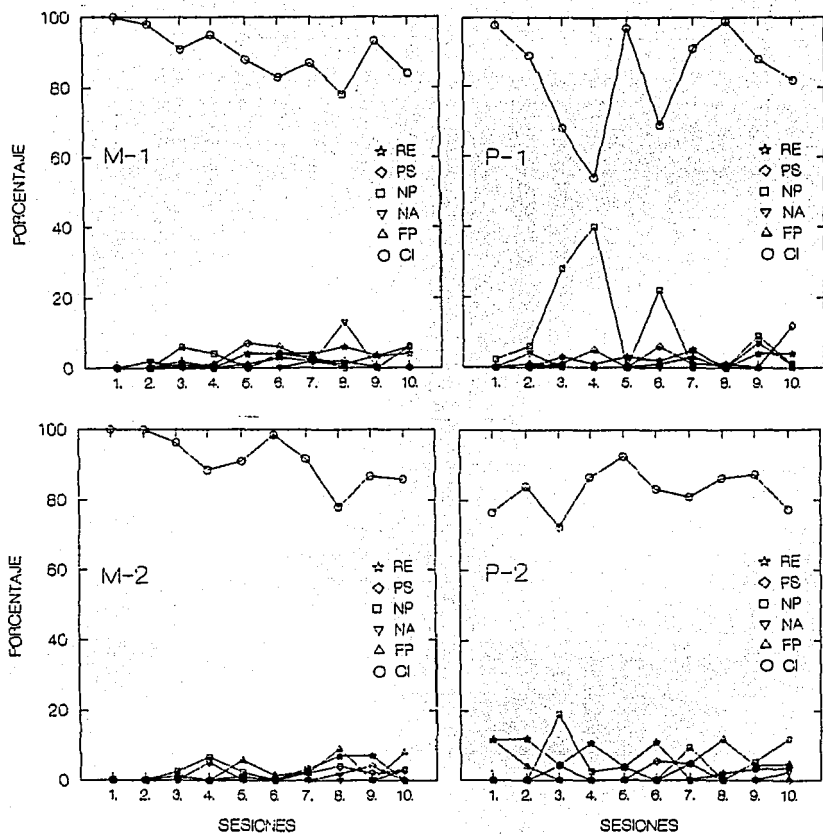 100
80
60
40
20
0
PORCENTAJE
M-1
RE
PS
NP
NA
FP
CI
1. 2. 3. 4. 5. 6. 7. 8. 9. 10.
P-1
RE
PS
NP
NA
FP
CI
1. 2. 3. 4. 5. 6. 7. 8. 9. 10.
100
80
60
40
20
0
PORCENTAJE
M-2
RE
PS
NP
NA
FP
CI
1. 2. 3. 4. 5. 6. 7. 8. 9. 10.
SESIONES
P-2
RE
PS
NP
NA
FP
CI
1. 2. 3. 4. 5. 6. 7. 8. 9. 10.
SESIONES